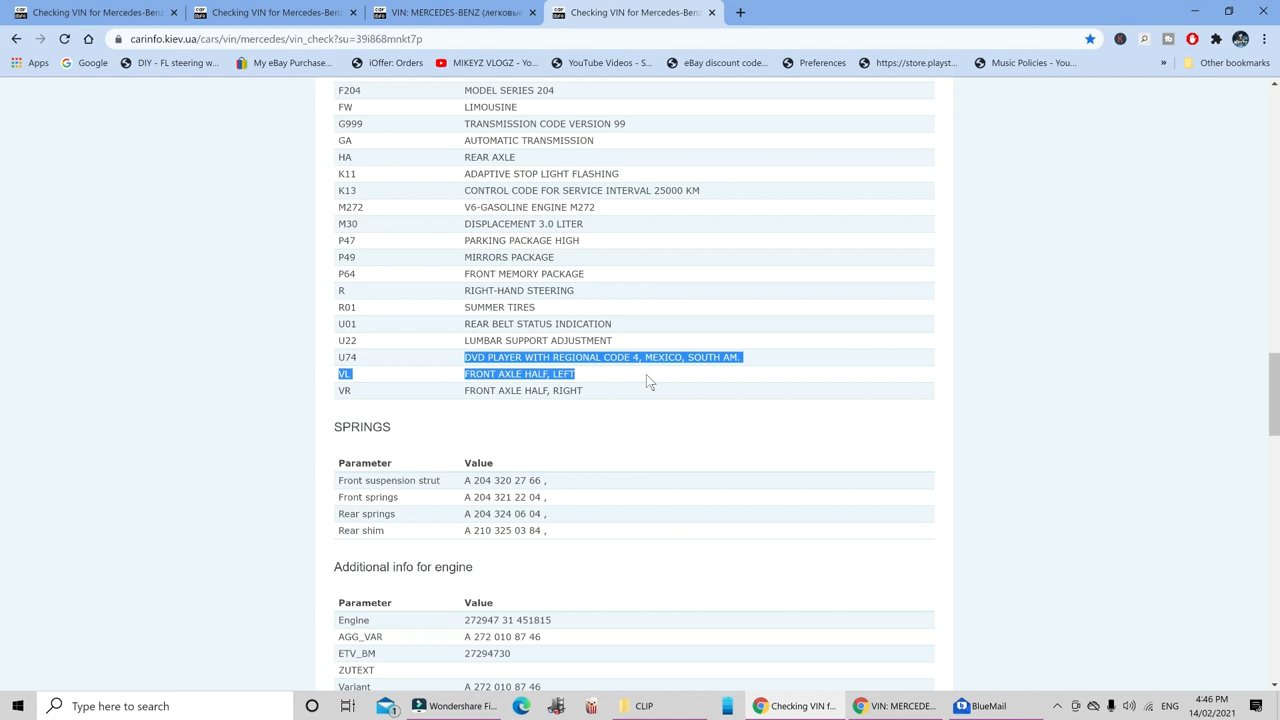 Checking VIN for Mercedes-Benz
Checking VIN for Mercedes-Benz
VIN: MERCEDES-BENZ (легковые)
Checking VIN for Mercedes-Benz
carinfo.kiev.ua/cars/vin/mercedes/vin_check?su=39i868mnkt7p
Apps
Google
DIY - FL steering w...
My eBay Purchase...
iOffer: Orders
MIKEYZ VLOGZ - Yo...
YouTube Videos - S...
eBay discount code...
Preferences
https://store.playst...
Music Policies - You...
»
Other bookmarks
F204 MODEL SERIES 204
FW LIMOUSINE
G999 TRANSMISSION CODE VERSION 99
GA AUTOMATIC TRANSMISSION
HA REAR AXLE
K11 ADAPTIVE STOP LIGHT FLASHING
K13 CONTROL CODE FOR SERVICE INTERVAL 25000 KM
M272 V6-GASOLINE ENGINE M272
M30 DISPLACEMENT 3.0 LITER
P47 PARKING PACKAGE HIGH
P49 MIRRORS PACKAGE
P64 FRONT MEMORY PACKAGE
R RIGHT-HAND STEERING
R01 SUMMER TIRES
U01 REAR BELT STATUS INDICATION
U22 LUMBAR SUPPORT ADJUSTMENT
U74 DVD PLAYER WITH REGIONAL CODE 4, MEXICO, SOUTH AM.
VL FRONT AXLE HALF, LEFT
VR FRONT AXLE HALF, RIGHT
SPRINGS
Parameter Value
Front suspension strut A 204 320 27 66 ,
Front springs A 204 321 22 04 ,
Rear springs A 204 324 06 04 ,
Rear shim A 210 325 03 84 ,
Additional info for engine
Parameter Value
Engine 272947 31 451815
AGG_VAR A 272 010 87 46
ETV_BM 27294730
ZUTEXT
Variant A 272 010 87 46
Type here to search
1
Wondershare Fi...
CLIP
Checking VIN f...
VIN: MERCEDE...
BlueMail
ENG
4:46 PM
14/02/2021